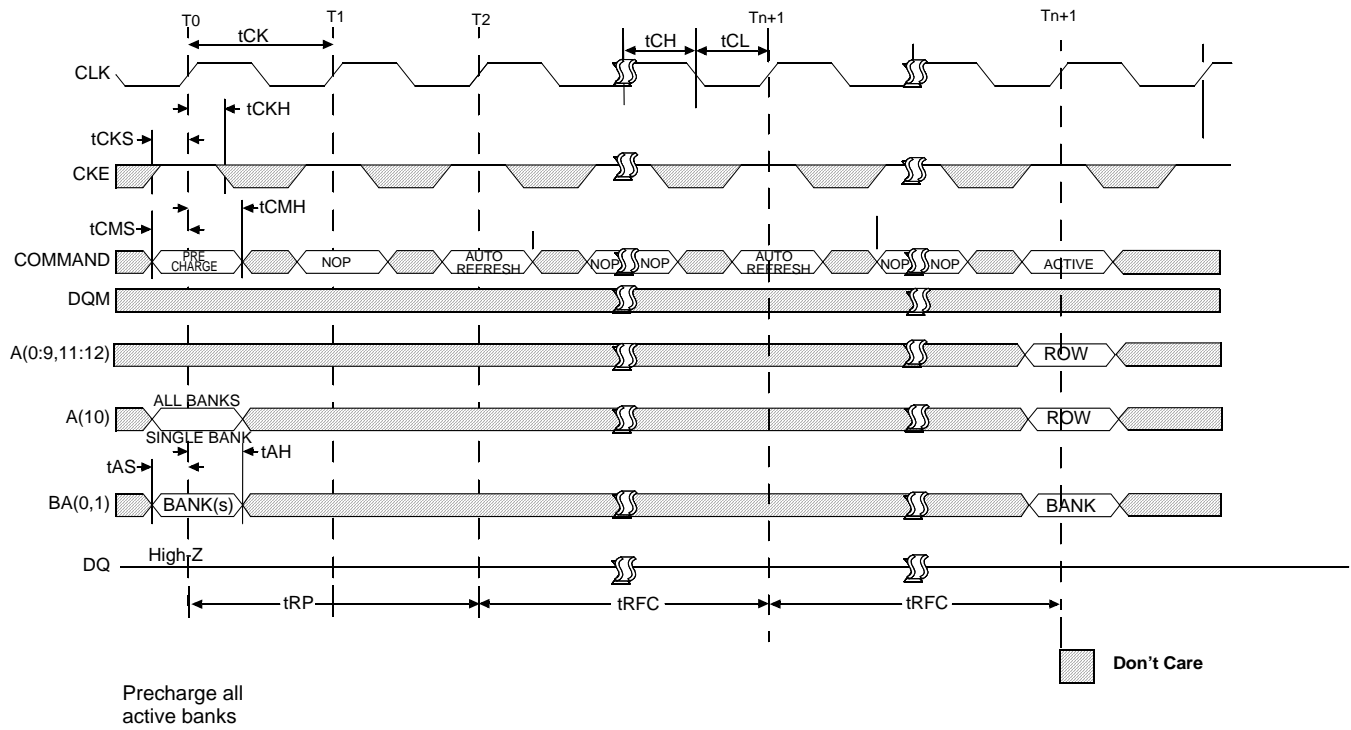 T0 T1 T2 Tn+1 Tn+1
tCK tCH tCL
CLK
tCKH
tCKS
CKE
tCMH
tCMS
COMMAND PRE CHARGE NOP AUTO REFRESH NOP NOP AUTO REFRESH NOP NOP ACTIVE
DQM
A(0:9,11:12) ROW
ALL BANKS
A(10) ROW
SINGLE BANK
tAH
tAS
BA(0,1) BANK(s) BANK
High-Z
DQ
tRP tRFC tRFC
Don't Care
Precharge all
active banks